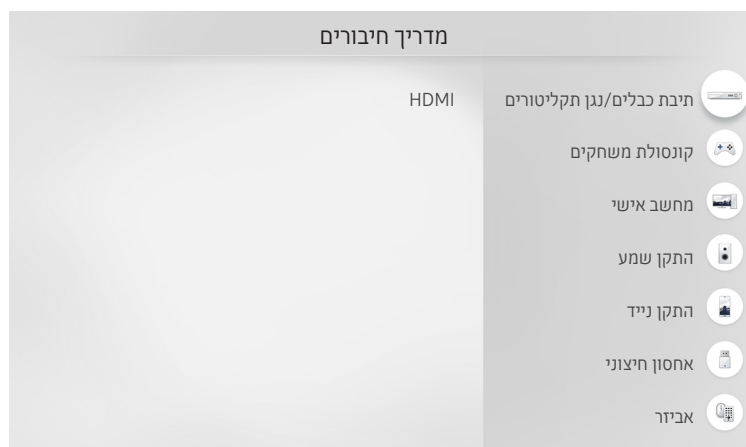 מדריך חיבורים
תיבת כבלים/נגן תקליטורים
HDMI
קונסולת משחקים
מחשב אישי
התקן שמע
התקן נייד
אחסון חיצוני
אביזר